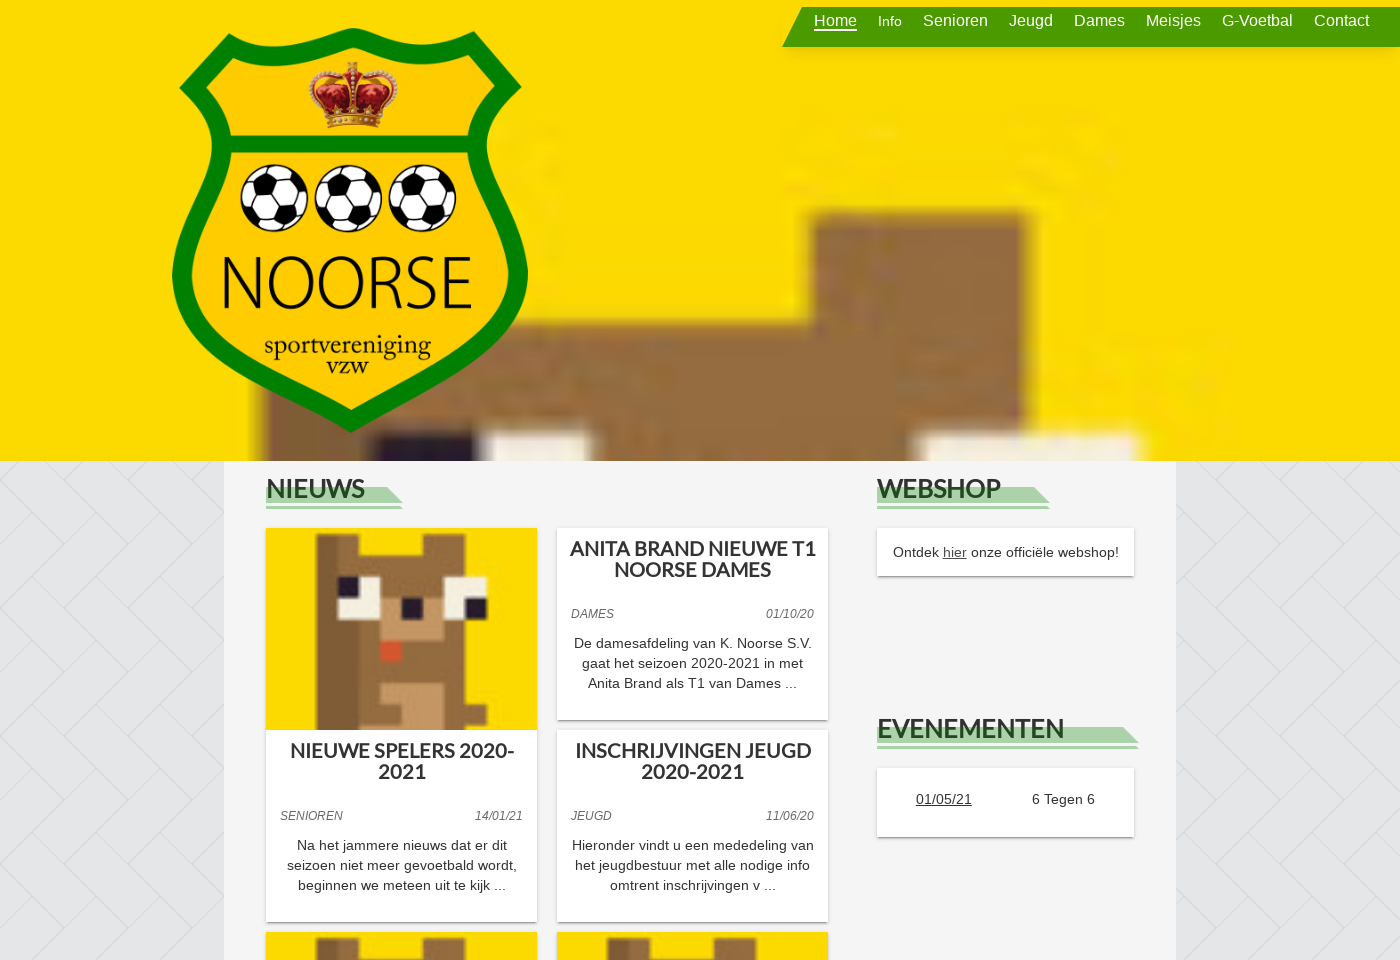 Home Info Senioren Jeugd Dames Meisjes G-Voetbal Contact
NOORSE
sportvereniging
vzw
NIEUWS
NIEUWE SPELERS 2020-
2021
SENIOREN 14/01/21
Na het jammere nieuws dat er dit
seizoen niet meer gevoetbald wordt,
beginnen we meteen uit te kijk ...
ANITA BRAND NIEUWE T1
NOORSE DAMES
DAMES 01/10/20
De damesafdeling van K. Noorse S.V.
gaat het seizoen 2020-2021 in met
Anita Brand als T1 van Dames ...
INSCHRIJVINGEN JEUGD
2020-2021
JEUGD 11/06/20
Hieronder vindt u een mededeling van
het jeugdbestuur met alle nodige info
omtrent inschrijvingen v ...
WEBSHOP
Ontdek hier onze officiële webshop!
EVENEMENTEN
01/05/21 6 Tegen 6